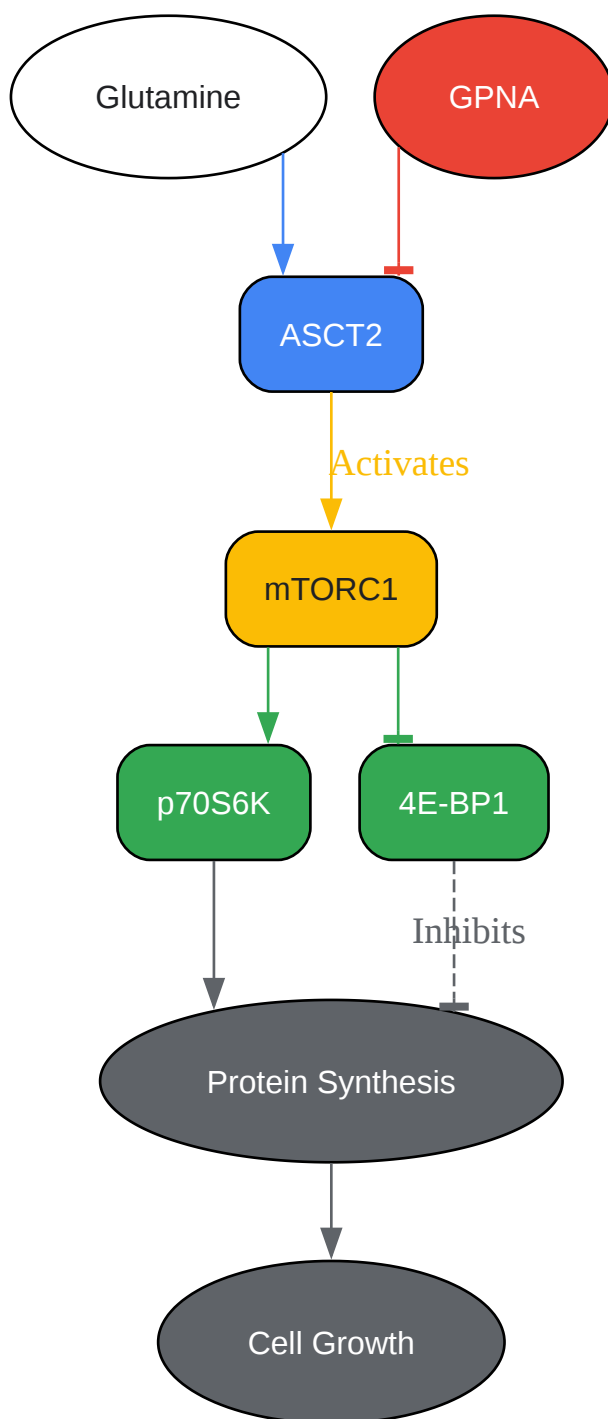 Glutamine
GPNA
ASCT2
Activates
mTORC1
p70S6K
4E-BP1
Inhibits
Protein Synthesis
Cell Growth